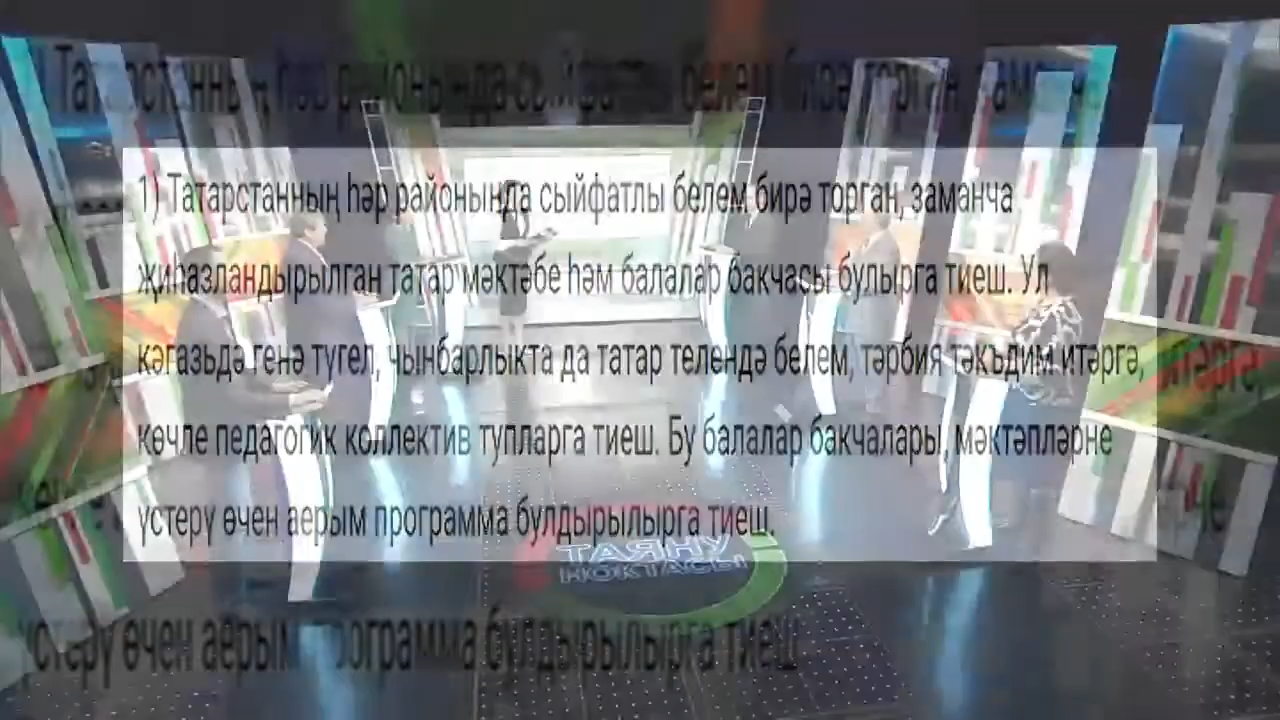 1) Татарстанның һәр районында сыйфатлы белем бирә торган, заманча
җиһазландырылган татар мәктәбе һәм балалар бакчасы булырга тиеш. Ул
кәгазьдә генә түгел, чынбарлыкта да татар телендә белем, тәрбия тәкъдим итәргә,
көчле педагогик коллектив тупларга тиеш. Бу балалар бакчалары, мәктәпләрне
үстерү өчен аерым программа булдырылырга тиеш.
ТАЯНУ
НОКТАСЫ
үстерү өчен аерым программа булдырылырга тиеш